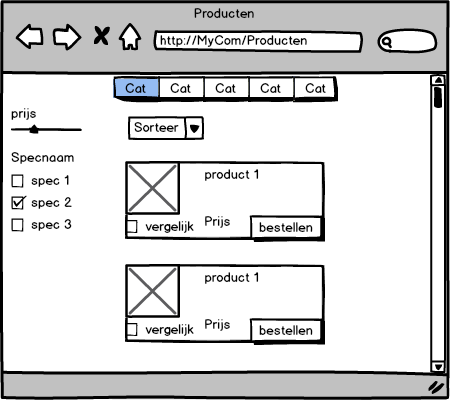 Producten
http://MyCom/Producten
Cat Cat Cat Cat Cat
prijs
Sorteer
Specnaam
spec 1
spec 2
spec 3
product 1
vergelijk Prijs bestellen
product 1
vergelijk Prijs bestellen